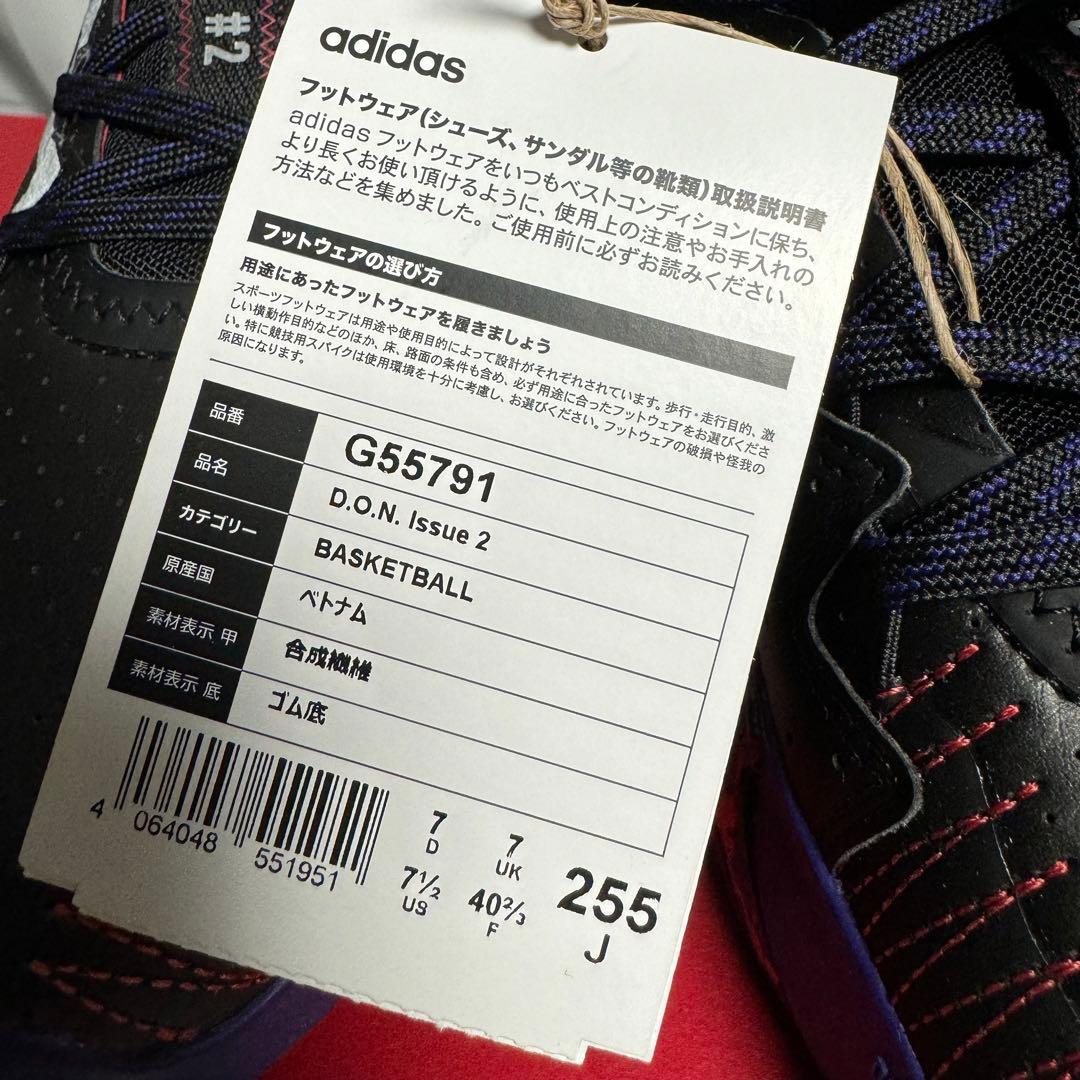 #2
adidas
フットウェア(シューズ、サンダル等の靴類)取扱説明書
adidas フットウェアをいつもベストコンディションに保ち、
より長くお使い頂けるように、使用上の注意やお手入れの
方法などを集めました。ご使用前に必ずお読みください。
フットウェアの選び方
用途にあったフットウェアを履きましょう
スポーツフットウェアは用途や使用目的によって設計がそれぞれされています。歩行・走行目的、激
しい横動作目的などのほか、床、路面の条件も含め、必ず用途に合ったフットウェアをお選びくださ
い。特に競技用スパイクは使用環境を十分に考慮し、お選びください。フットウェアの破損や怪我の
原因になります。
品番 G55791
品名 D.O.N. Issue 2
カテゴリー BASKETBALL
原産国 ベトナム
素材表示 甲 合成繊維
素材表示 底 ゴム底
4 064048 551951
7 D
7 UK
7½ US
40⅔ F
255 J